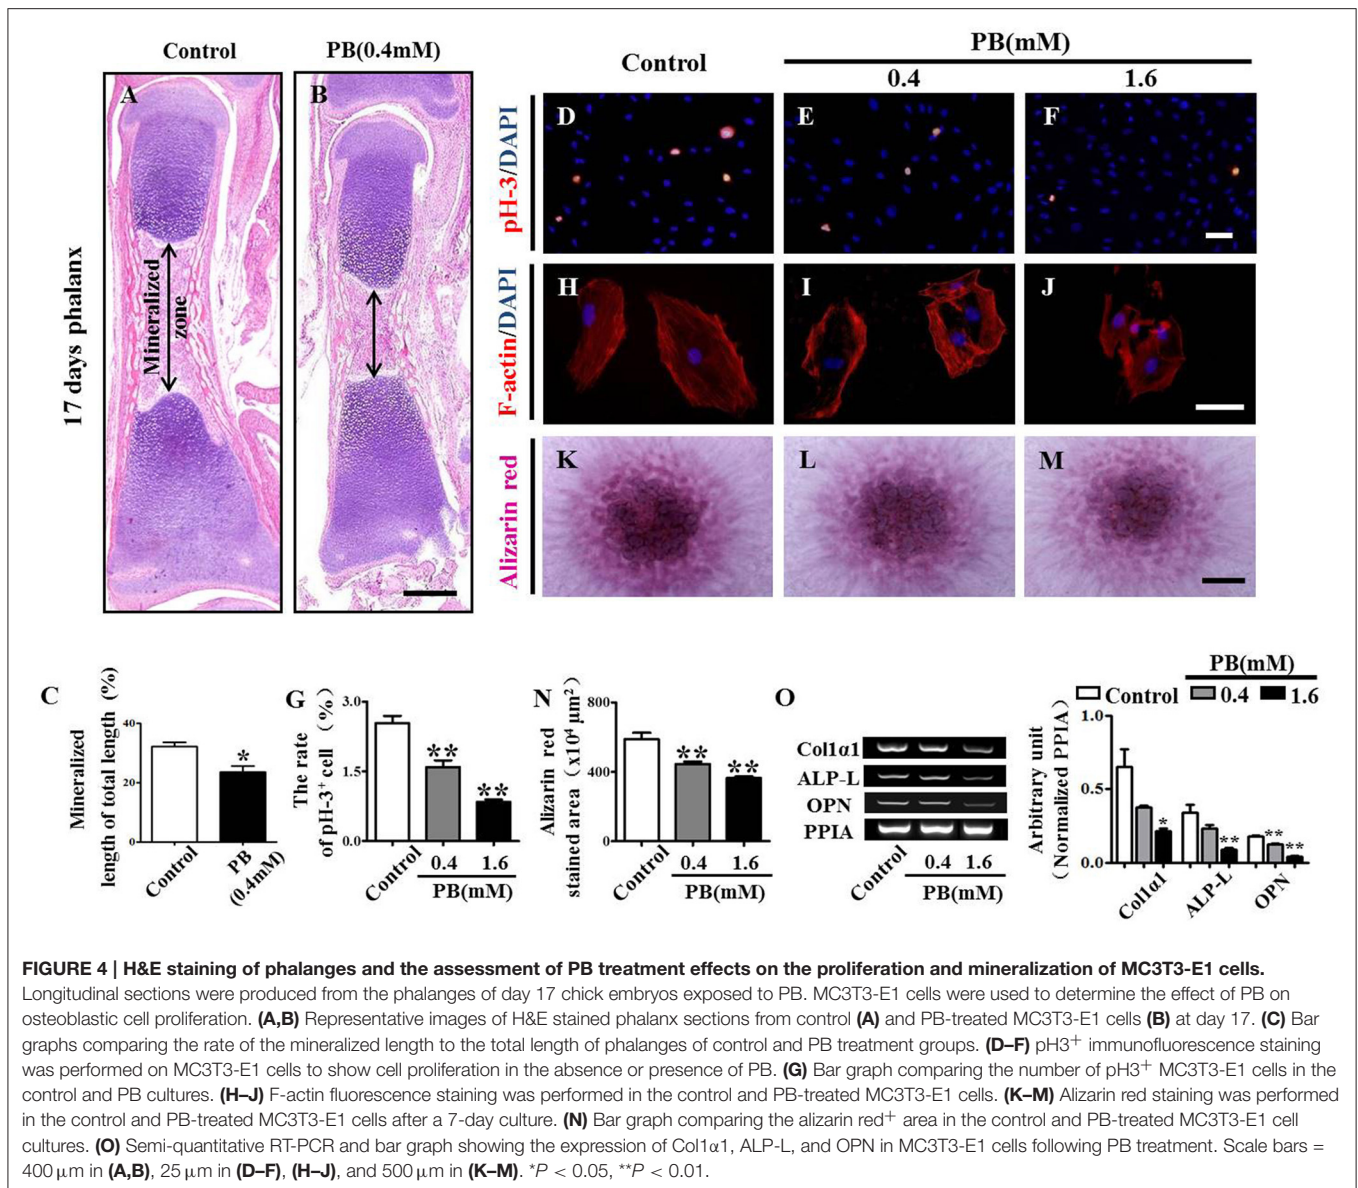 Control
PB(0.4mM)
PB(mM)
Control
0.4
1.6
A
B
17 days phalanx
Mineralized
zone
pH-3/DAPI
D
E
F
F-actin/DAPI
H
I
J
Alizarin red
K
L
M
C
Mineralized
length of total length (%)
40
20
0
*
Control
PB
(0.4mM)
G
The rate
of pH-3+ cell (%)
3.0
1.5
0.0
**
**
Control
0.4
1.6
PB(mM)
N
Alizarin red
stained area (x10⁴ μm²)
800
400
0
**
**
Control
0.4
1.6
PB(mM)
O
Col1α1
ALP-L
OPN
PPIA
Control
0.4
1.6
PB(mM)
PB(mM)
Control
0.4
1.6
Arbitrary unit
(Normalized PPIA)
1.0
0.5
0.0
*
**
**
**
Col1α1
ALP-L
OPN
FIGURE 4 | H&E staining of phalanges and the assessment of PB treatment effects on the proliferation and mineralization of MC3T3-E1 cells.
Longitudinal sections were produced from the phalanges of day 17 chick embryos exposed to PB. MC3T3-E1 cells were used to determine the effect of PB on
osteoblastic cell proliferation. (A,B) Representative images of H&E stained phalanx sections from control (A) and PB-treated MC3T3-E1 cells (B) at day 17. (C) Bar
graphs comparing the rate of the mineralized length to the total length of phalanges of control and PB treatment groups. (D–F) pH3+ immunofluorescence staining
was performed on MC3T3-E1 cells to show cell proliferation in the absence or presence of PB. (G) Bar graph comparing the number of pH3+ MC3T3-E1 cells in the
control and PB cultures. (H–J) F-actin fluorescence staining was performed in the control and PB-treated MC3T3-E1 cells. (K–M) Alizarin red staining was performed
in the control and PB-treated MC3T3-E1 cells after a 7-day culture. (N) Bar graph comparing the alizarin red+ area in the control and PB-treated MC3T3-E1 cell
cultures. (O) Semi-quantitative RT-PCR and bar graph showing the expression of Col1α1, ALP-L, and OPN in MC3T3-E1 cells following PB treatment. Scale bars =
400 μm in (A,B), 25 μm in (D–F), (H–J), and 500 μm in (K–M). *P < 0.05, **P < 0.01.